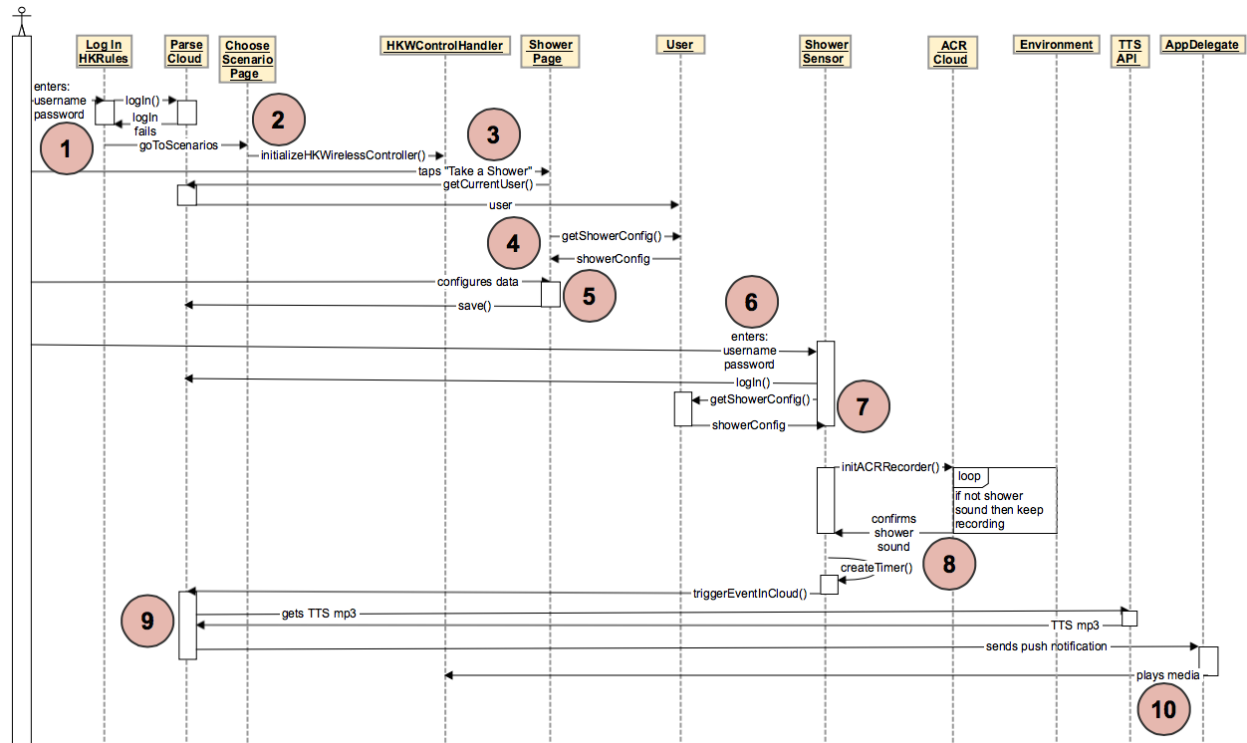 Log In
HKRules
Parse
Cloud
Choose
Scenario
Page
HKWControlHandler
Shower
Page
User
Shower
Sensor
ACR
Cloud
Environment
TTS
API
AppDelegate
enters:
username
password
logIn()
logIn
fails
1
goToScenarios
2
initializeHKWirelessController()
3
taps "Take a Shower"
getCurrentUser()
user
4
getShowerConfig()
showerConfig
configures data
5
save()
6
enters:
username
password
logIn()
getShowerConfig()
7
showerConfig
initACRRecorder()
loop
if not shower
sound then keep
recording
confirms
shower
sound
8
createTimer()
triggerEventInCloud()
9
gets TTS mp3
TTS mp3
sends push notification
plays media
10